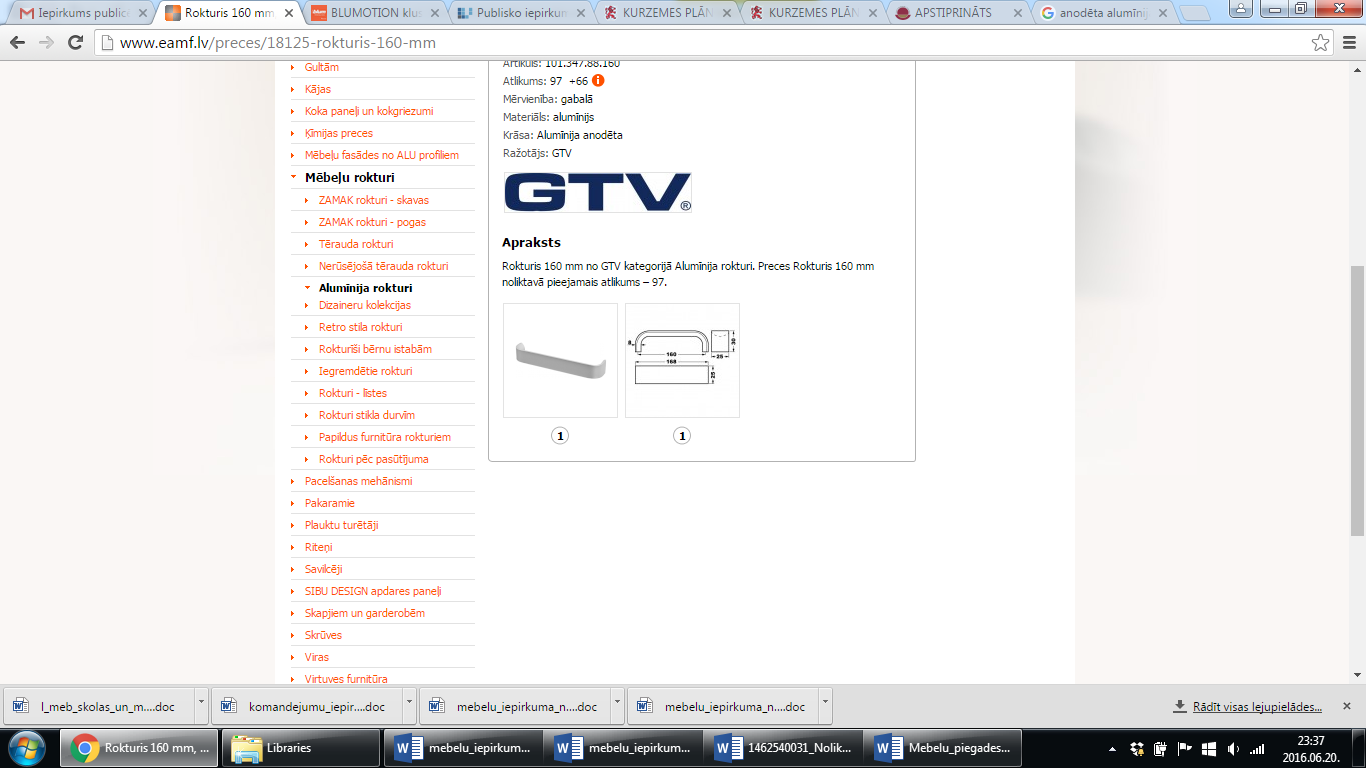 Iepirkums public
Rokturis 160 mm
BLUMOTION klus
Publisko iepirkum
KURZEMES PLĀN
KURZEMES PLĀN
APSTIPRINĀTS
anodēta alumīnij
www.eamf.lv/preces/18125-rokturis-160-mm
Gultām
Kājas
Koka paneļi un kokgriezumi
Ķīmijas preces
Mēbeļu fasādes no ALU profiliem
Mēbeļu rokturi
ZAMAK rokturi - skavas
ZAMAK rokturi - pogas
Tērauda rokturi
Nerūsējošā tērauda rokturi
Alumīnija rokturi
Dizaineru kolekcijas
Retro stila rokturi
Rokturīši bērnu istabām
Iegremdētie rokturi
Rokturi - līstes
Rokturi stikla durvīm
Papildus furnitūra rokturiem
Rokturi pēc pasūtījuma
Pacelšanas mehānismi
Pakaramie
Plauktu turētāji
Riteņi
Savilcēji
SIBU DESIGN apdares paneļi
Skapjiem un garderobēm
Skrūves
Viras
Virtuves furnitūra
Artikuls: 101.347.88.160
Atlikums: 97 +66
Mērvienība: gabalā
Materiāls: alumīnijs
Krāsa: Alumīnija anodēta
Ražotājs: GTV
GTV®
Apraksts
Rokturis 160 mm no GTV kategorijā Alumīnija rokturi. Preces Rokturis 160 mm
noliktavā pieejamais atlikums – 97.
8
160
168
25
30
25
1
1
l_meb_skolas_un_m....doc
komandejumu_iepir....doc
mebelu_iepirkuma_n....doc
mebelu_iepirkuma_n....doc
Rādīt visas lejupielādes...
Rokturis 160 mm, ...
Libraries
mebelu_iepirkum...
mebelu_iepirkum...
1462540031_Nolik...
Mebelu_piegades...
23:37
2016.06.20.